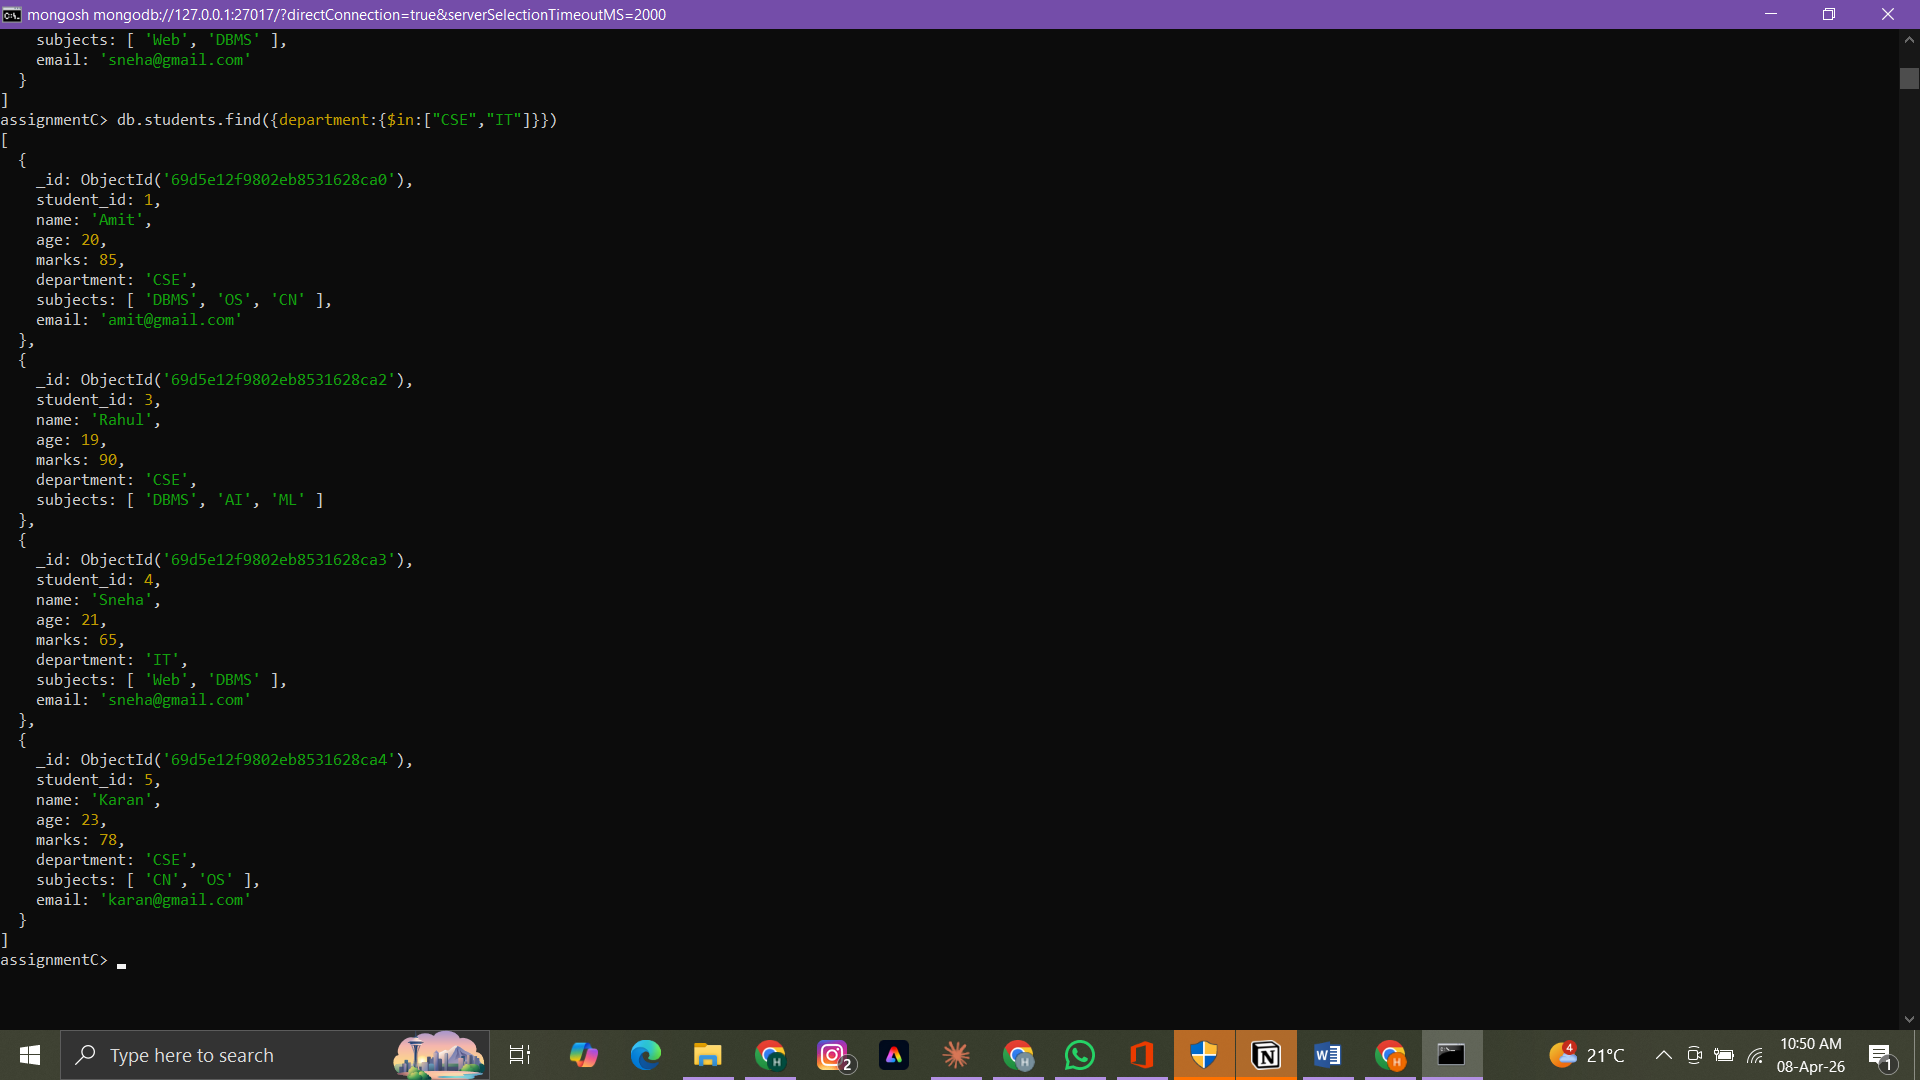 mongosh mongodb://127.0.0.1:27017/?directConnection=true&serverSelectionTimeoutMS=2000
    subjects: [ 'Web', 'DBMS' ],
    email: 'sneha@gmail.com'
  }
]
assignmentC> db.students.find({department:{$in:["CSE","IT"]}})
[
  {
    _id: ObjectId('69d5e12f9802eb8531628ca0'),
    student_id: 1,
    name: 'Amit',
    age: 20,
    marks: 85,
    department: 'CSE',
    subjects: [ 'DBMS', 'OS', 'CN' ],
    email: 'amit@gmail.com'
  },
  {
    _id: ObjectId('69d5e12f9802eb8531628ca2'),
    student_id: 3,
    name: 'Rahul',
    age: 19,
    marks: 90,
    department: 'CSE',
    subjects: [ 'DBMS', 'AI', 'ML' ]
  },
  {
    _id: ObjectId('69d5e12f9802eb8531628ca3'),
    student_id: 4,
    name: 'Sneha',
    age: 21,
    marks: 65,
    department: 'IT',
    subjects: [ 'Web', 'DBMS' ],
    email: 'sneha@gmail.com'
  },
  {
    _id: ObjectId('69d5e12f9802eb8531628ca4'),
    student_id: 5,
    name: 'Karan',
    age: 23,
    marks: 78,
    department: 'CSE',
    subjects: [ 'CN', 'OS' ],
    email: 'karan@gmail.com'
  }
]
assignmentC>
Type here to search
2
4
21°C
10:50 AM
08-Apr-26
1